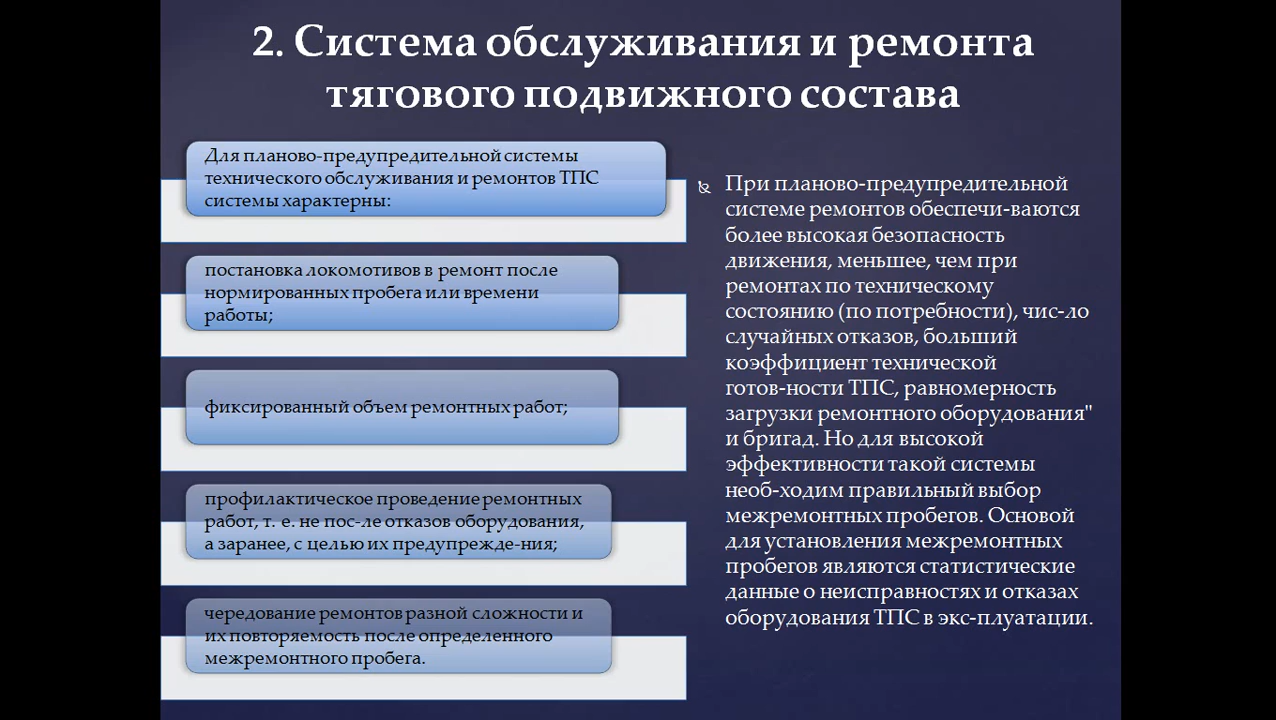 2. Система обслуживания и ремонта
тягового подвижного состава
Для планово-предупредительной системы
технического обслуживания и ремонтов ТПС
системы характерны:
постановка локомотивов в ремонт после
нормированных пробега или времени
работы;
фиксированный объем ремонтных работ;
профилактическое проведение ремонтных
работ, т. е. не пос-ле отказов оборудования,
а заранее, с целью их предупрежде-ния;
чередование ремонтов разной сложности и
их повторяемость после определенного
межремонтного пробега.
При планово-предупредительной
системе ремонтов обеспечи-ваются
более высокая безопасность
движения, меньшее, чем при
ремонтах по техническому
состоянию (по потребности), чис-ло
случайных отказов, больший
коэффициент технической
готов-ности ТПС, равномерность
загрузки ремонтного оборудования"
и бригад. Но для высокой
эффективности такой системы
необ-ходим правильный выбор
межремонтных пробегов. Основой
для установления межремонтных
пробегов являются статистические
данные о неисправностях и отказах
оборудования ТПС в экс-плуатации.